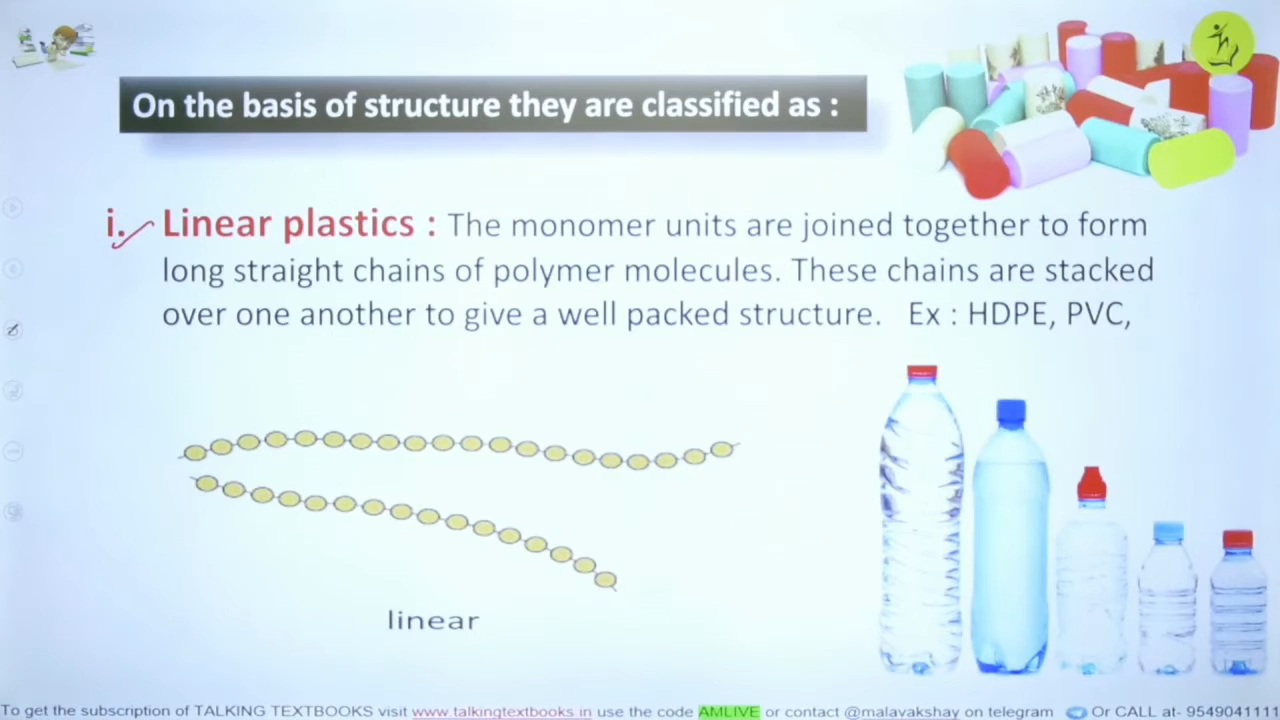 On the basis of structure they are classified as :
i. Linear plastics : The monomer units are joined together to form
long straight chains of polymer molecules. These chains are stacked
over one another to give a well packed structure. Ex : HDPE, PVC,
linear
To get the subscription of TALKING TEXTBOOKS visit www.talkingtextbooks.in use the code AMLIVE or contact @malavakshay on telegram Or CALL at- 9549041111